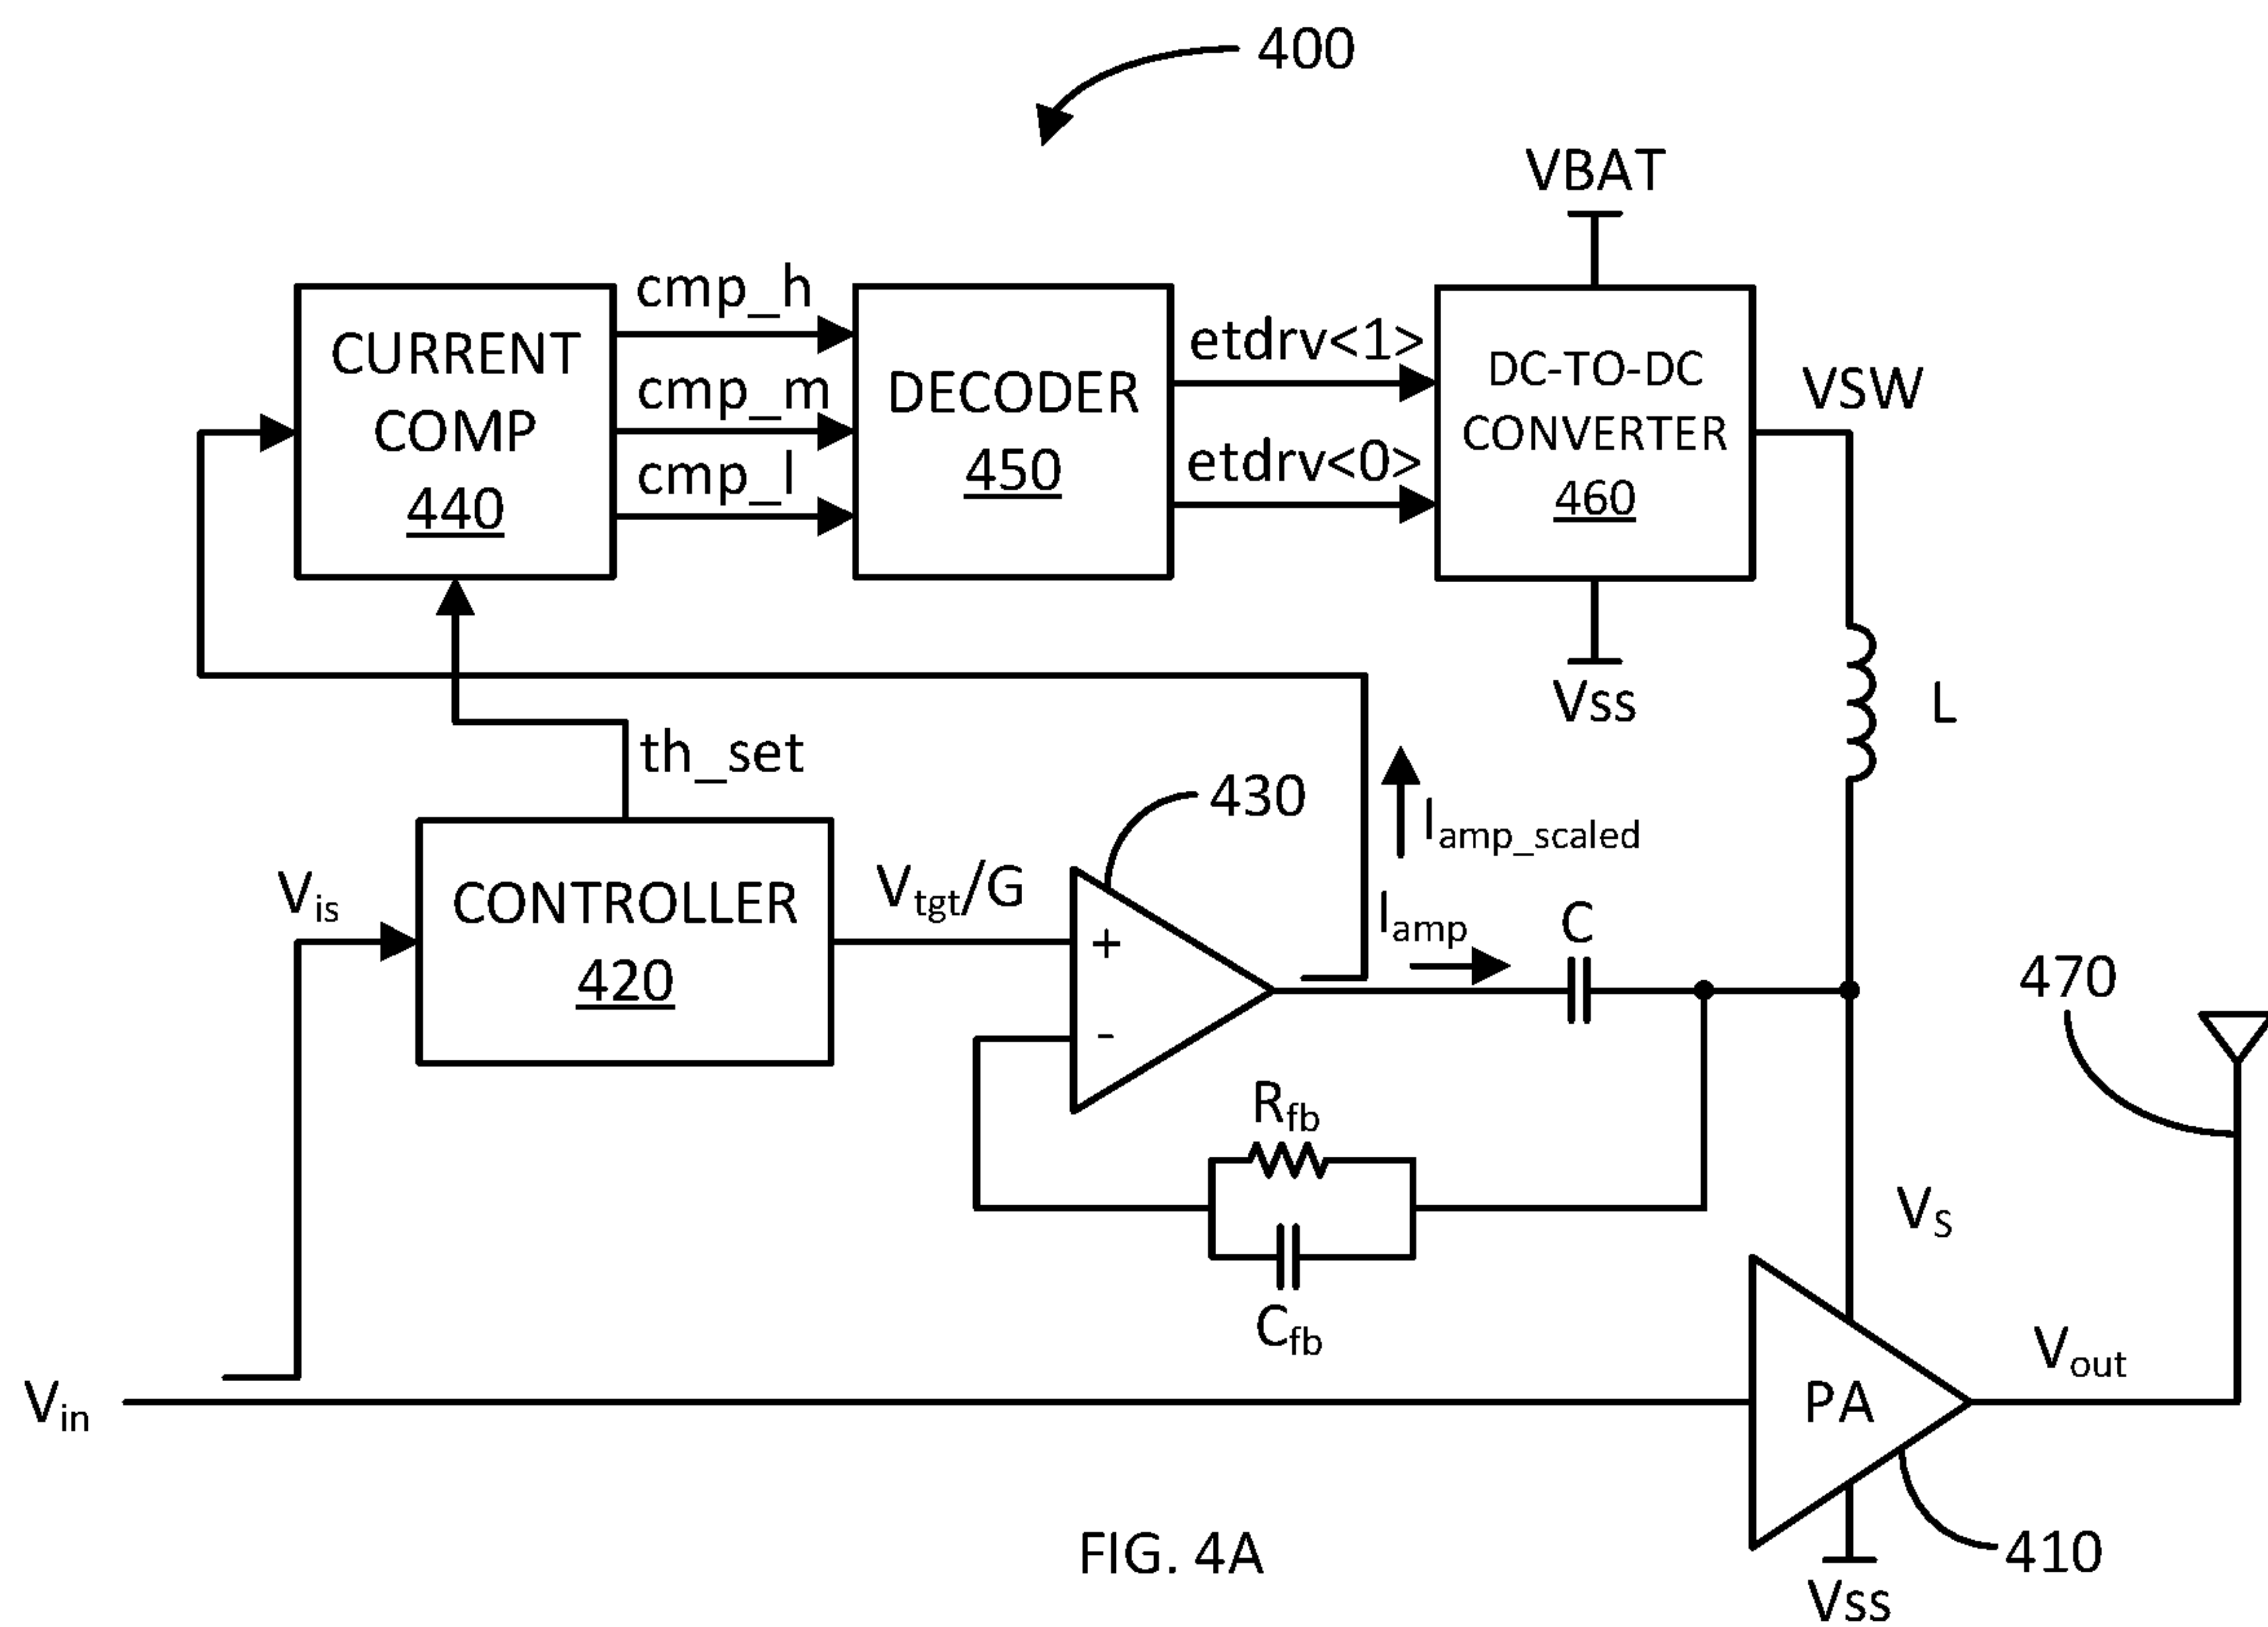 400
VBAT
cmp_h
cmp_m
cmp_l
CURRENT
COMP
440
DECODER
450
etdrv<1>
etdrv<0>
DC-TO-DC
CONVERTER
460
VSW
Vss
L
th_set
430
Iamp_scaled
Iamp
C
Vis
CONTROLLER
420
Vtgt/G
+
-
470
Rfb
Cfb
VS
Vin
PA
Vout
410
Vss
FIG. 4A